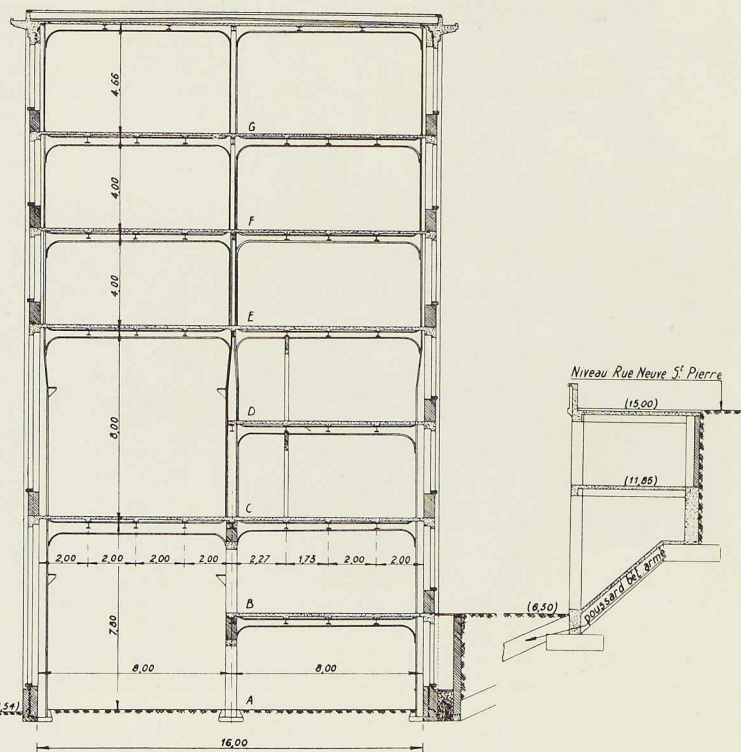 4,66
G
4,00
F
4,00
E
8,00
D
C
2,00 2,00 2,00 2,00 2,27 1,73 2,00 2,00
B
7,80
8,00 8,00
A
16,00
Niveau Rue Neuve St Pierre
(15,00)
(11,85)
(6,50)
poussard bét. armé